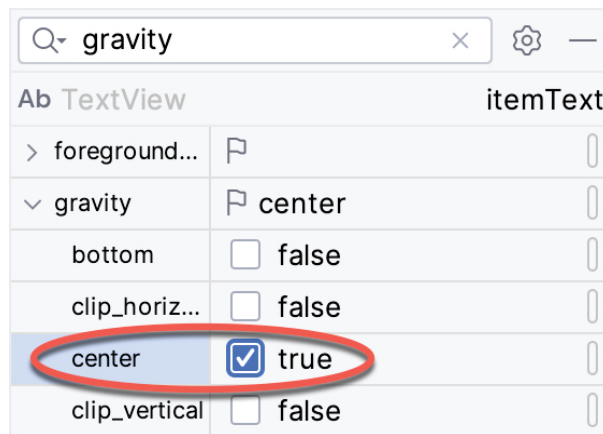 gravity
Ab TextView itemText
foreground...
gravity center
bottom false
clip_horiz... false
center true
clip_vertical false